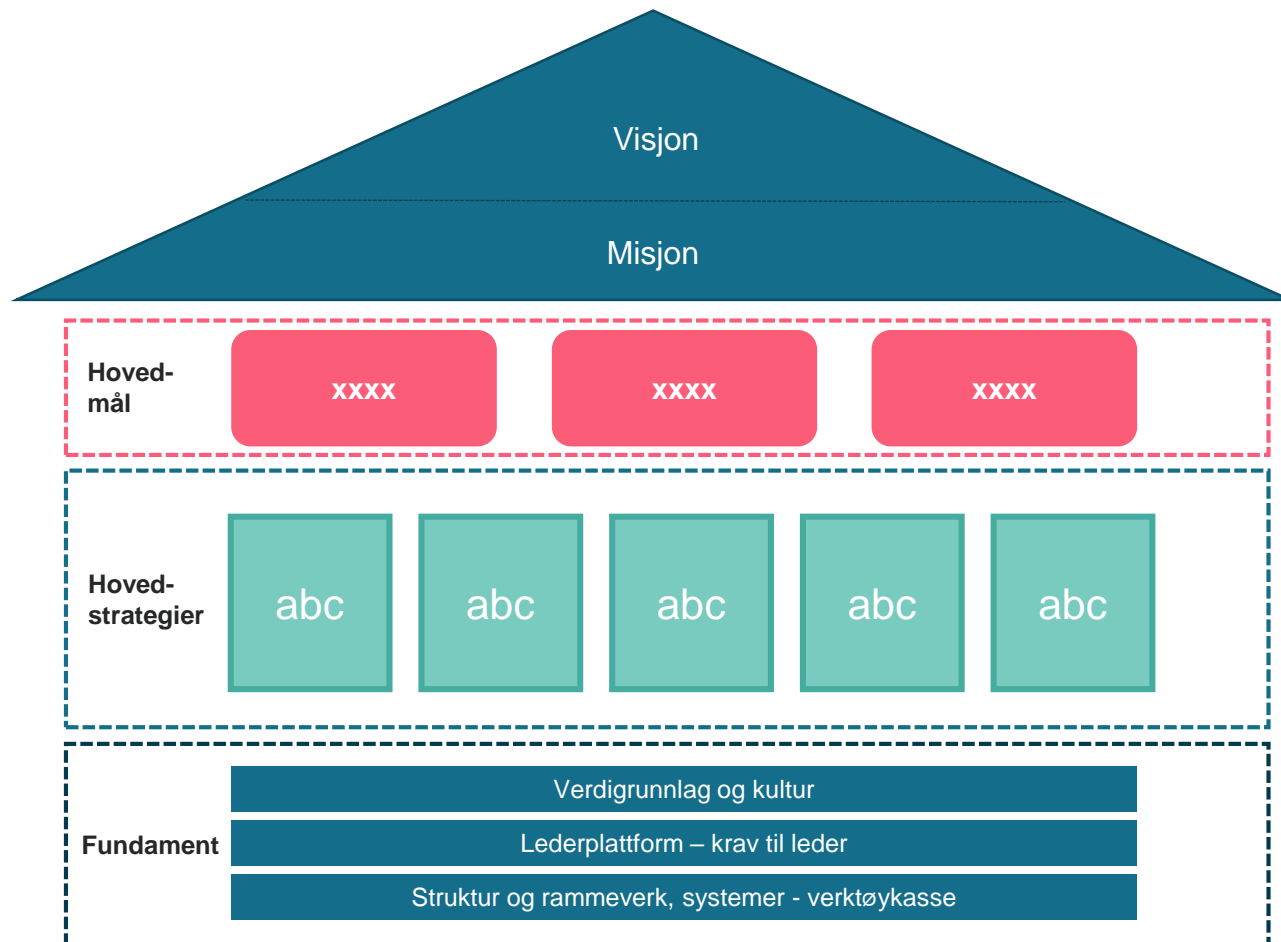 Visjon
Misjon
Hoved-
mål
xxxx
xxxx
xxxx
Hoved-
strategier
abc
abc
abc
abc
abc
Fundament
Verdigrunnlag og kultur
Lederplattform – krav til leder
Struktur og rammeverk, systemer - verktøykasse